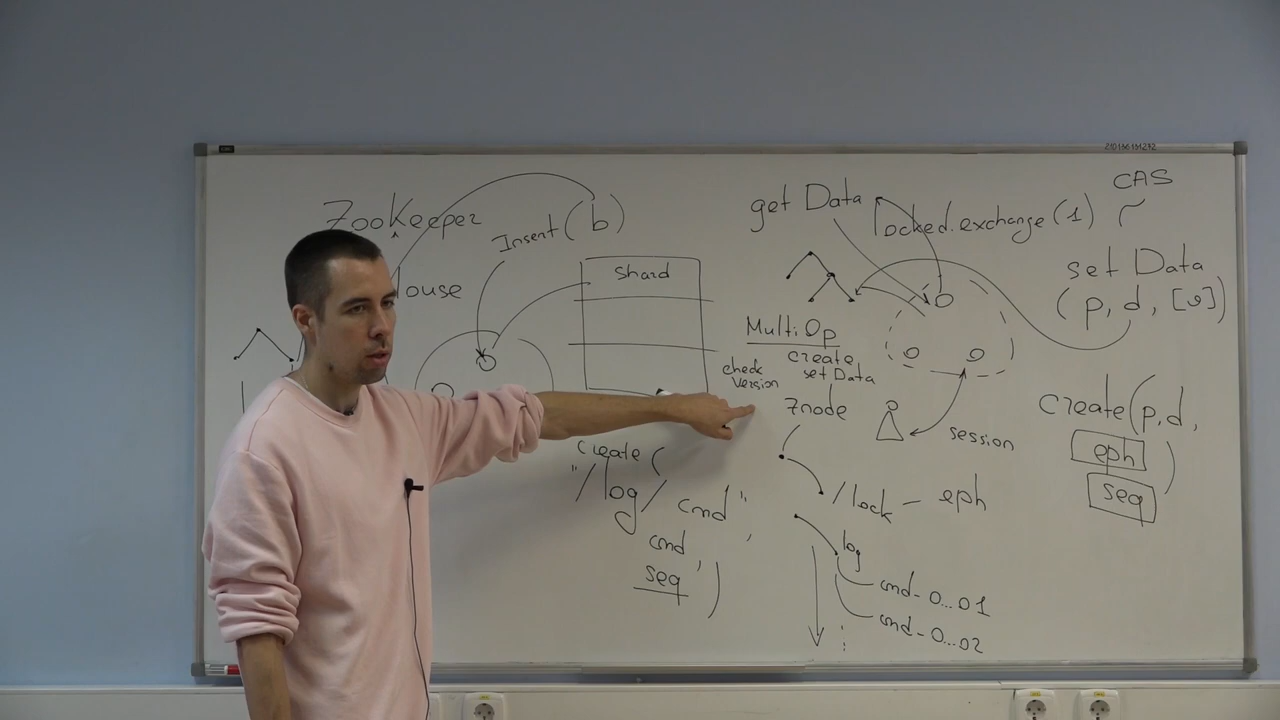 ZooKeeper
ouse
Insert(b)
Shard
create(
"/log/cmd",
cmd,
seq)
get Data
locked.exchange(1)
CAS
set Data
(p, d, [v])
MultiOp
create
set Data
check
version
Znode
session
/lock - eph
log
cmd-0...01
cmd-0...02
create(p,d,
eph
seq)